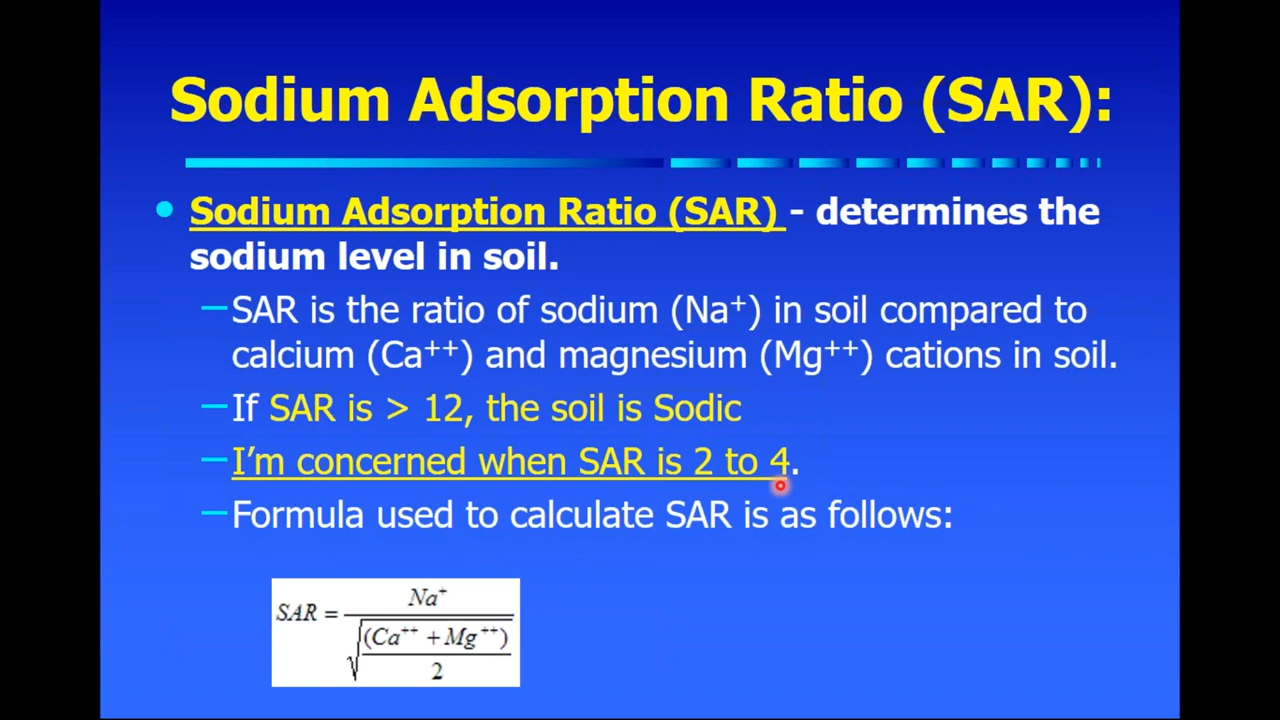 Sodium Adsorption Ratio (SAR):
• Sodium Adsorption Ratio (SAR) - determines the
sodium level in soil.
–SAR is the ratio of sodium (Na⁺) in soil compared to
calcium (Ca⁺⁺) and magnesium (Mg⁺⁺) cations in soil.
–If SAR is > 12, the soil is Sodic
–I’m concerned when SAR is 2 to 4.
–Formula used to calculate SAR is as follows:
SAR = Na⁺ / √((Ca⁺⁺ + Mg⁺⁺) / 2)